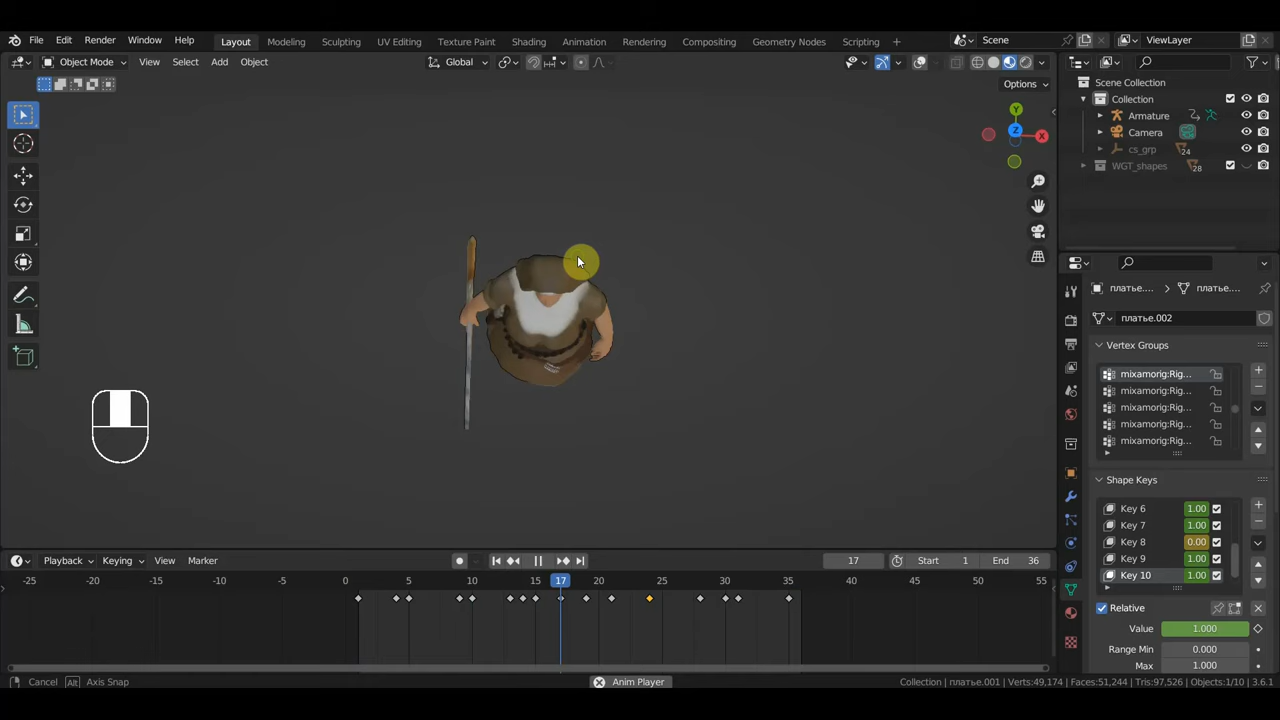 File Edit Render Window Help Layout Modeling Sculpting UV Editing Texture Paint Shading Animation Rendering Compositing Geometry Nodes Scripting + Scene ViewLayer
Object Mode View Select Add Object Global
Options
Scene Collection
Collection
Armature
Camera
cs_grp 24
WGT_shapes 28
Y
Z X
платье.... платье....
платье.002
Vertex Groups
mixamorig:Rig...
mixamorig:Rig...
mixamorig:Rig...
mixamorig:Rig...
mixamorig:Rig...
Shape Keys
Key 6 1.00
Key 7 1.00
Key 8 0.00
Key 9 1.00
Key 10 1.00
Relative
Value 1.000
Range Min 0.000
Max 1.000
Playback Keying View Marker 17 Start 1 End 36
-25 -20 -15 -10 -5 0 5 10 15 17 20 25 30 35 40 45 50 55
Cancel Alt Axis Snap Anim Player Collection | платье.001 | Verts:49,174 | Faces:51,244 | Tris:97,526 | Objects:1/10 | 3.6.1